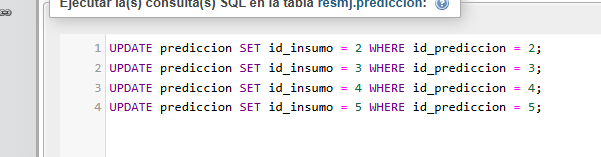 Ejecutar la(s) consulta(s) SQL en la tabla resmj.prediccion:
1 UPDATE prediccion SET id_insumo = 2 WHERE id_prediccion = 2;
2 UPDATE prediccion SET id_insumo = 3 WHERE id_prediccion = 3;
3 UPDATE prediccion SET id_insumo = 4 WHERE id_prediccion = 4;
4 UPDATE prediccion SET id_insumo = 5 WHERE id_prediccion = 5;